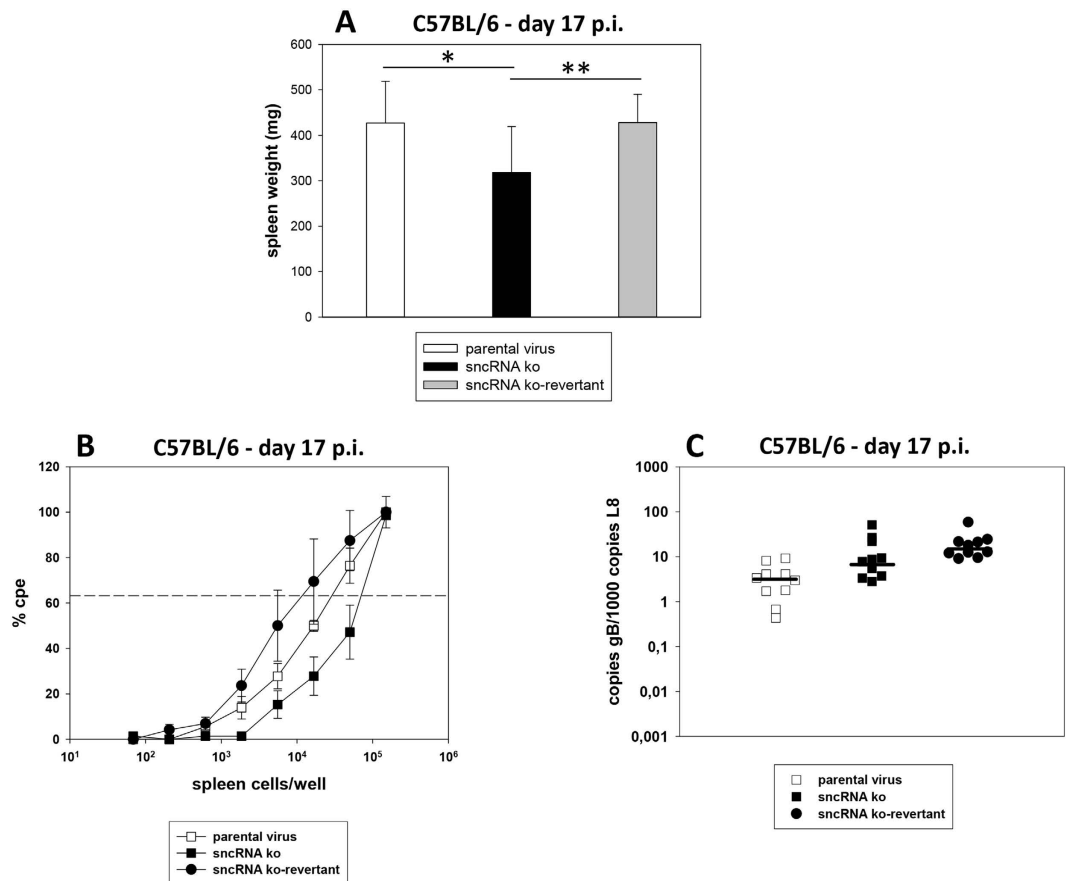 A
C57BL/6 - day 17 p.i.
600
500
400
300
200
100
0
spleen weight (mg)
*
**
parental virus
sncRNA ko
sncRNA ko-revertant
B
C57BL/6 - day 17 p.i.
120
100
80
60
40
20
0
% cpe
10¹
10²
10³
10⁴
10⁵
10⁶
spleen cells/well
parental virus
sncRNA ko
sncRNA ko-revertant
C
C57BL/6 - day 17 p.i.
1000
100
10
1
0,1
0,01
0,001
copies gB/1000 copies L8
parental virus
sncRNA ko
sncRNA ko-revertant